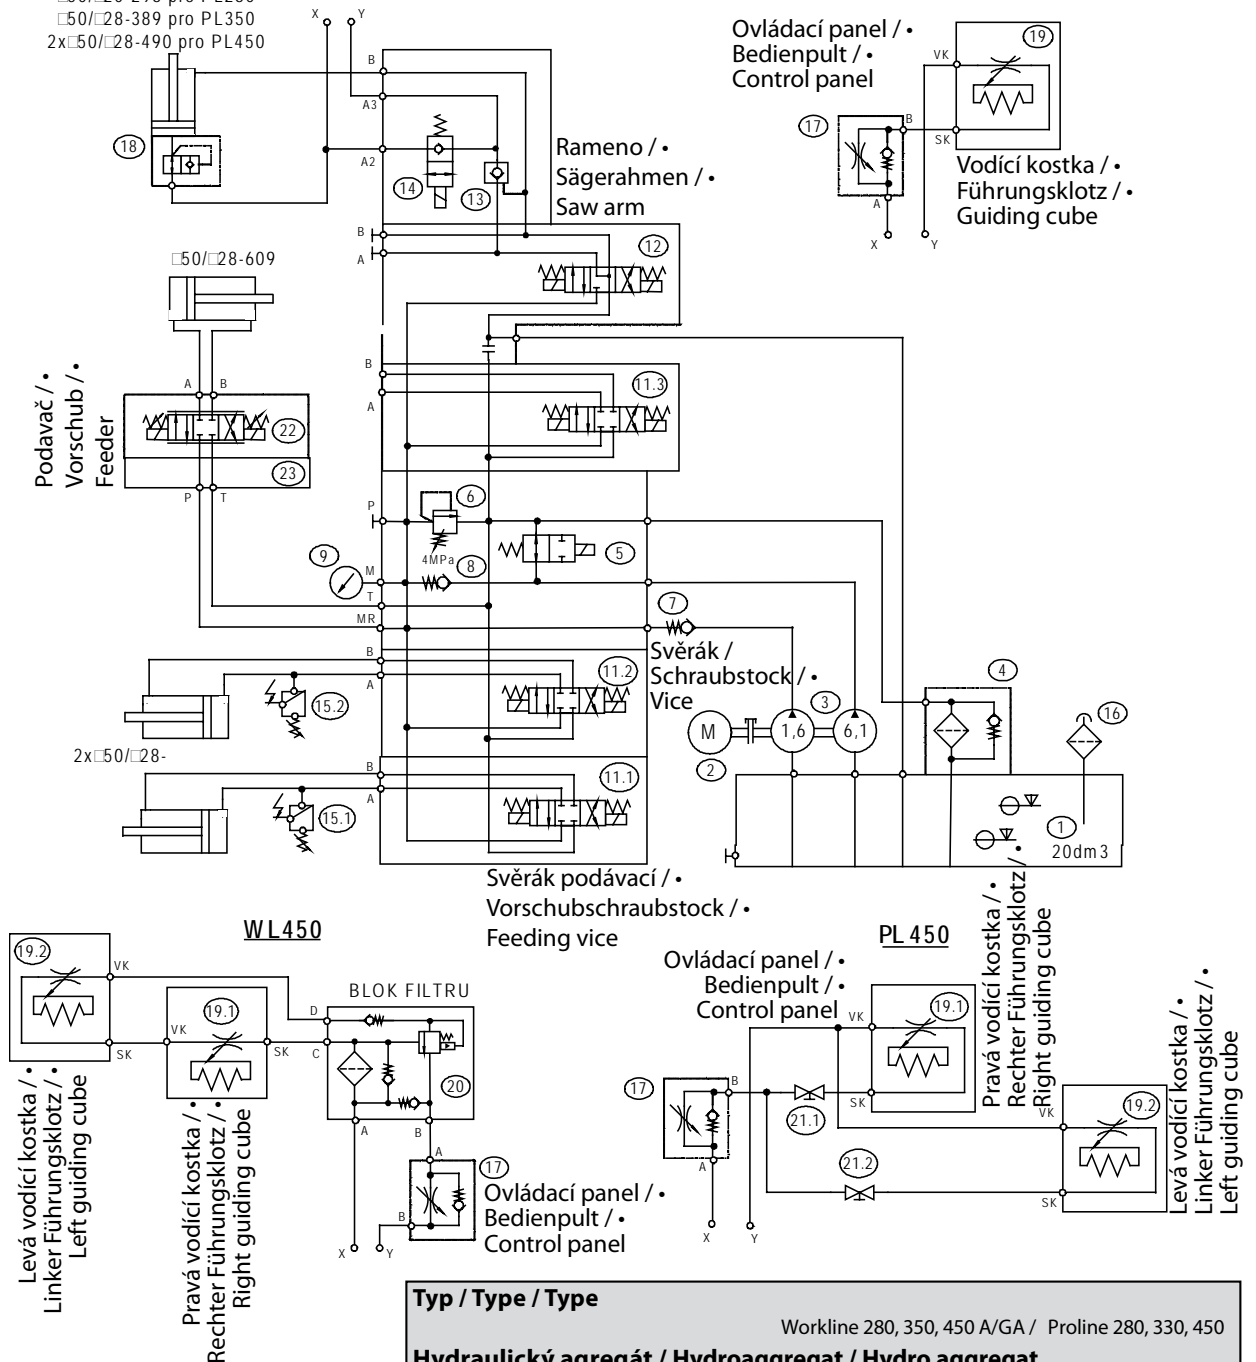 □50/□28-389 pro PL350
2x□50/□28-490 pro PL450
X
Y
B
A3
A2
18
14
13
Rameno / •
Sägerahmen / •
Saw arm
Ovládací panel / •
Bedienpult / •
Control panel
VK
19
17
B
SK
A
X
Y
Vodící kostka / •
Führungsklotz / •
Guiding cube
B
A
12
□50/□28-609
A
B
22
23
P
T
Podavač / •
Vorschub / •
Feeder
B
A
11.3
P
6
4MPa
5
9
M
8
T
MR
7
B
A
11.2
15.2
Svěrák /
Schraubstock / •
Vice
3
4
16
M
1,6
6,1
2
2x□50/□28-
B
A
11.1
15.1
1
20dm3
Svěrák podávací / •
Vorschubschraubstock / •
Feeding vice
WL450
19.2
VK
SK
VK
19.1
SK
BLOK FILTRU
D
C
20
A
B
A
17
B
X
Y
Ovládací panel / •
Bedienpult / •
Control panel
Levá vodící kostka / •
Linker Führungsklotz / •
Left guiding cube
Pravá vodící kostka / •
Rechter Führungsklotz / •
Right guiding cube
PL450
Ovládací panel / •
Bedienpult / •
Control panel
VK
19.1
17
B
SK
21.1
A
21.2
X
Y
Pravá vodící kostka / •
Rechter Führungsklotz / •
Right guiding cube
VK
19.2
SK
Levá vodící kostka / •
Linker Führungsklotz / •
Left guiding cube
Typ / Type / Type
Workline 280, 350, 450 A/GA / Proline 280, 330, 450
Hydraulický agregát / Hydroaggregat / Hydro aggregat